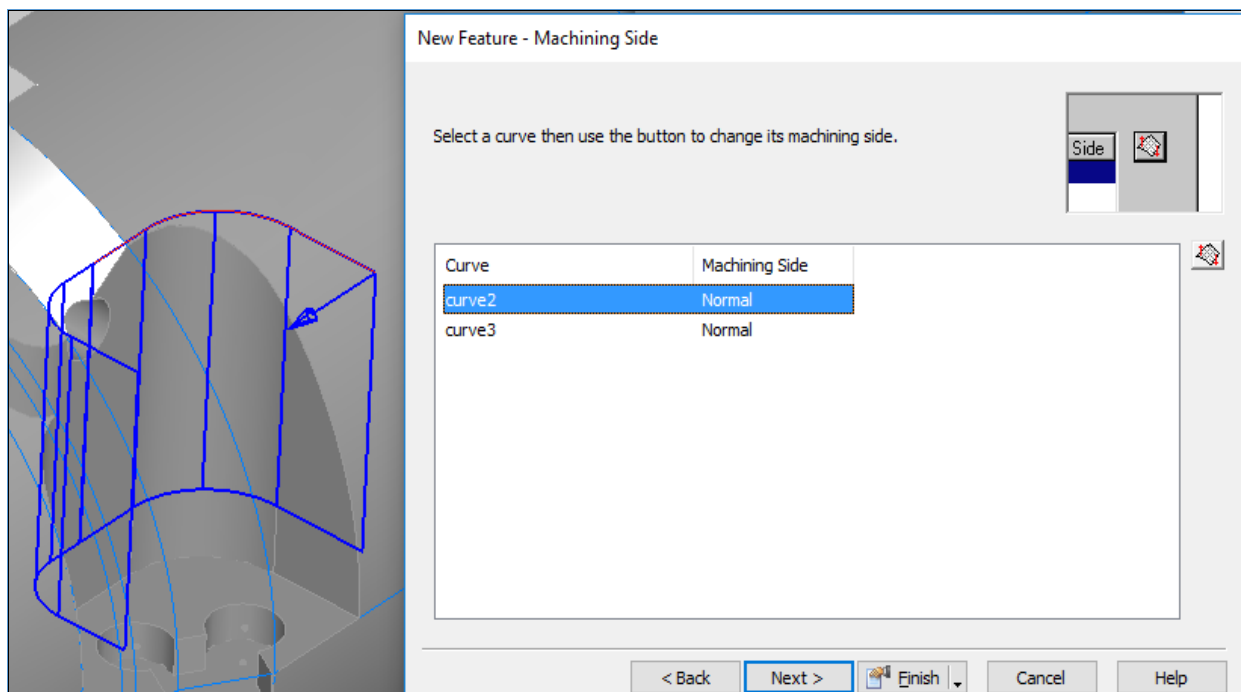 New Feature - Machining Side
Select a curve then use the button to change its machining side.
Side
Curve Machining Side
curve2 Normal
curve3 Normal
< Back Next > Finish Cancel Help